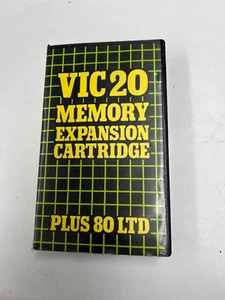 VIC 20
MEMORY
EXPANSION
CARTRIDGE
PLUS 80 LTD